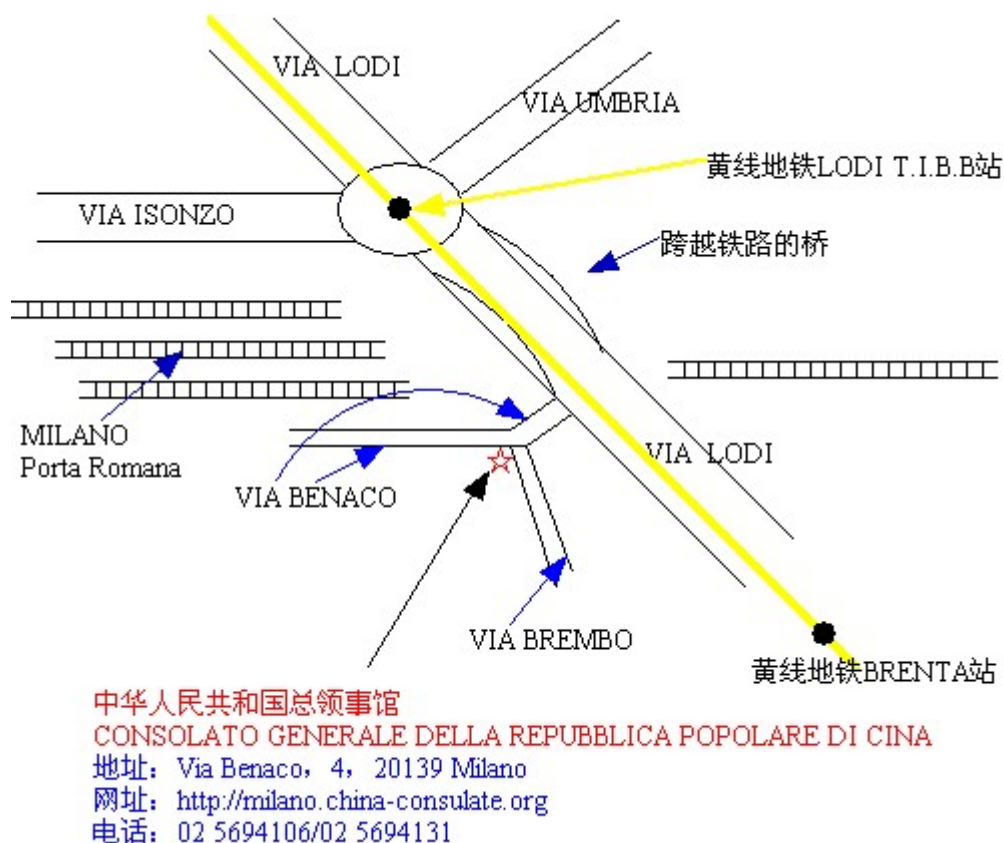 VIA LODI
VIA UMBRIA
黄线地铁LODI T.I.B.B站
VIA ISONZO
跨越铁路的桥
MILANO
Porta Romana
VIA LODI
VIA BENACO
VIA BREMBO
黄线地铁BRENTA站
中华人民共和国总领事馆
CONSOLATO GENERALE DELLA REPUBBLICA POPOLARE DI CINA
地址：Via Benaco，4，20139 Milano
网址：http://milano.china-consulate.org
电话：02 5694106/02 5694131